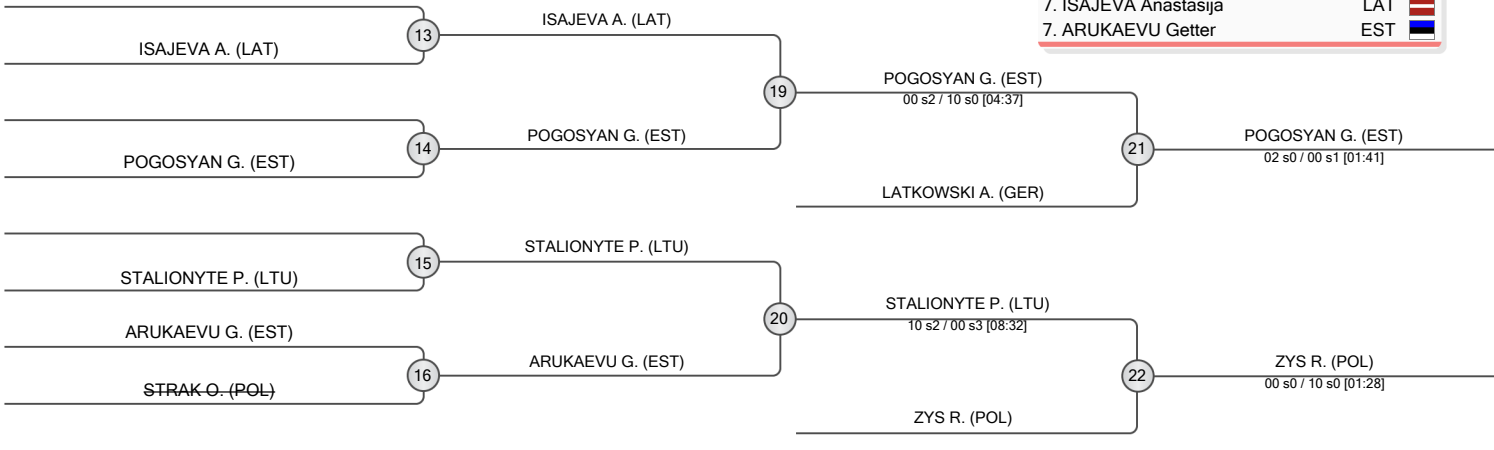 7. ISAJEVA Anastasija LAT
7. ARUKAEVU Getter EST
ISAJEVA A. (LAT)
13
ISAJEVA A. (LAT)
POGOSYAN G. (EST)
14
POGOSYAN G. (EST)
19
POGOSYAN G. (EST)
00 s2 / 10 s0 [04:37]
LATKOWSKI A. (GER)
21
POGOSYAN G. (EST)
02 s0 / 00 s1 [01:41]
STALIONYTE P. (LTU)
15
STALIONYTE P. (LTU)
ARUKAEVU G. (EST)
STRAK O. (POL)
16
ARUKAEVU G. (EST)
20
STALIONYTE P. (LTU)
10 s2 / 00 s3 [08:32]
ZYS R. (POL)
22
ZYS R. (POL)
00 s0 / 10 s0 [01:28]